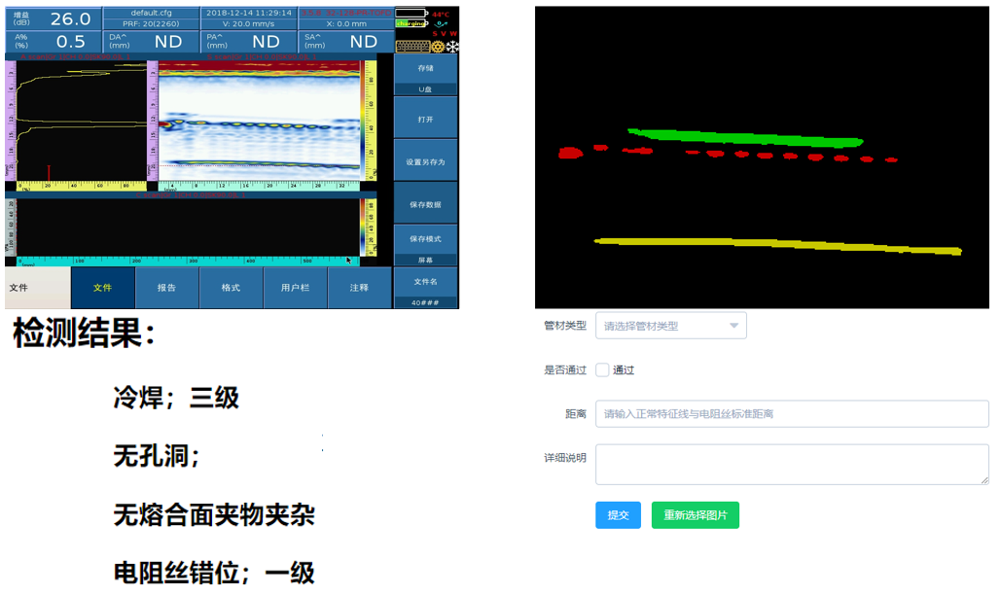 增益 (dB) 26.0
default.cfg
PRF: 20(2260)
2018-12-14 11:29:14
V: 20.0 mm/s
X: 0.0 mm
44°C
charging
S V W
A% (%) 0.5
DA^ (mm) ND
PA^ (mm) ND
SA^ (mm) ND
存储
U盘
打开
设置另存为
保存数据
保存模式
屏幕
文件名
40###
0 20 40 60 80
(%)
4 8 12 16 20 24 28 32
(mm)
0 100 200 300 400 500
(mm)
文件
文件
报告
格式
用户栏
注释
检测结果：
冷焊；三级
无孔洞；
无熔合面夹物夹杂
电阻丝错位；一级
管材类型 请选择管材类型
是否通过 通过
距离 请输入正常特征线与电阻丝标准距离
详细说明
提交 重新选择图片